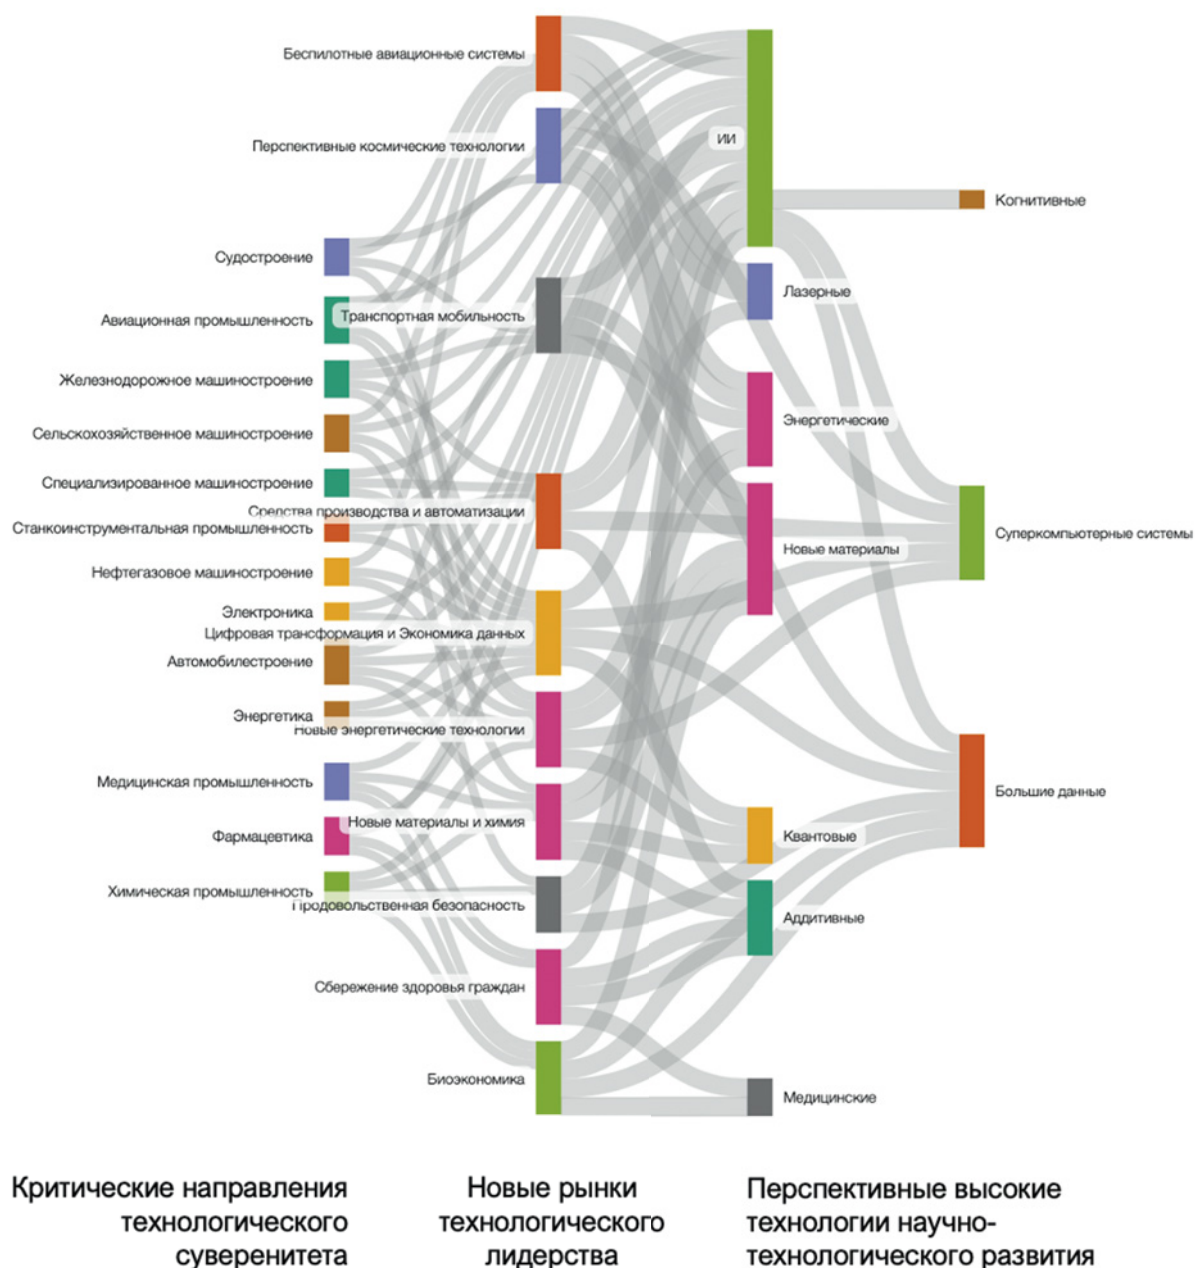 Беспилотные авиационные системы
Перспективные космические технологии
Судостроение
Авиационная промышленность
Транспортная мобильность
Железнодорожное машиностроение
Сельскохозяйственное машиностроение
Специализированное машиностроение
Средства производства и автоматизации
Станкоинструментальная промышленность
Нефтегазовое машиностроение
Электроника
Цифровая трансформация и Экономика данных
Автомобилестроение
Энергетика
Новые энергетические технологии
Медицинская промышленность
Новые материалы и химия
Фармацевтика
Химическая промышленность
Продовольственная безопасность
Сбережение здоровья граждан
Биоэкономика
ИИ
Когнитивные
Лазерные
Энергетические
Суперкомпьютерные системы
Новые материалы
Большие данные
Квантовые
Аддитивные
Медицинские
Критические направления
технологического
суверенитета
Новые рынки
технологического
лидерства
Перспективные высокие
технологии научно-
технологического развития